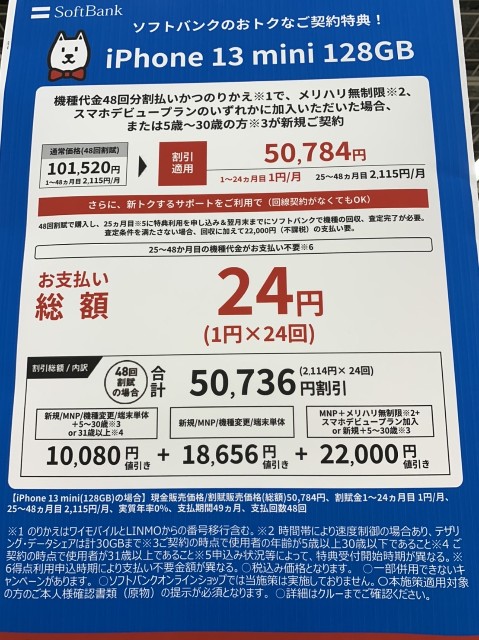 SoftBank
ソフトバンクのおトクなご契約特典！
iPhone 13 mini 128GB
機種代金48回分割払いかつのりかえ※1で、メリハリ無制限※2、
スマホデビュープランのいずれかに加入いただいた場合、
または5歳～30歳の方※3が新規ご契約
通常価格(48回割賦)
101,520円
1～48ヵ月目 2,115円/月
割引
適用
50,784円
1～24ヵ月目 1円/月 25～48ヵ月目 2,115円/月
さらに、新トクするサポートをご利用で（回線契約がなくてもOK）
48回割賦で購入し、25ヵ月目※5に特典利用を申し込み＆翌月末までにソフトバンクで機種の回収、査定完了が必要。
査定条件を満たさない場合、回収に加えて22,000円（不課税）の支払い要。
25～48か月目の機種代金がお支払い不要※6
お支払い
総額
24円
(1円×24回)
割引総額/内訳
48回
割賦
の場合
合計
50,736
(2,114円×24回)
円割引
新規/MNP/機種変更/端末単体
＋5～30歳※3
or 31歳以上※4
10,080円
値引き
+
新規/MNP/機種変更/端末単体
18,656円
値引き
+
MNP＋メリハリ無制限※2+
スマホデビュープラン加入
or 新規＋5～30歳※3
22,000円
値引き
【iPhone 13 mini(128GB)の場合】現金販売価格/割賦販売価格(総額)50,784円、割賦金1～24ヵ月目 1円/月、
25～48ヵ月目 2,115円/月、実質年率0%、支払期間49ヵ月、支払回数48回
※1 のりかえはワイモバイルとLINMOからの番号移行含む。※2 時間帯により速度制御の場合あり、テザリ
ング・データシェアは計30GBまで※3ご契約の時点で使用者の年齢が5歳以上30歳以下であること※4 ご
契約の時点で使用者が31歳以上であること※5申込み状況等によって、特典受付開始時期が異なる。※
6得点利用申込時期により支払い不要金額が異なる。○税込み価格となります。 ○一部併用できないキ
ャンペーンがあります。○ソフトバンクオンラインショップでは当施策は実施しておりません。○本施策適用対象
の方のご本人様確認書類（原物）の提示が必須となります。○詳細はクルーまでご確認ください。